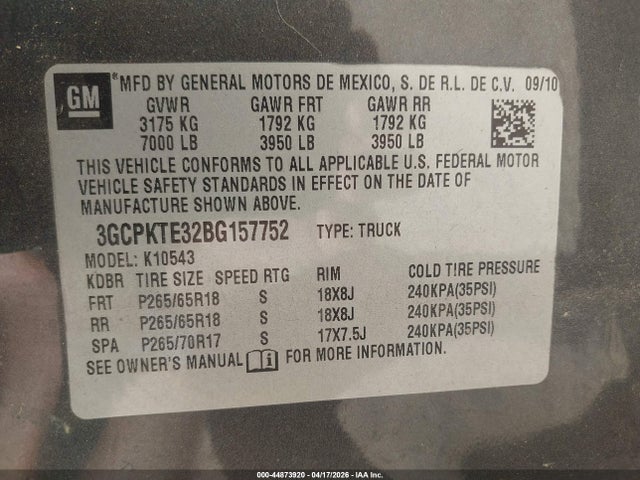 GM
*MFD BY GENERAL MOTORS DE MEXICO, S. DE R.L. DE C.V. 09/10
GVWR GAWR FRT GAWR RR
3175 KG 1792 KG 1792 KG
7000 LB 3950 LB 3950 LB
THIS VEHICLE CONFORMS TO ALL APPLICABLE U.S. FEDERAL MOTOR
VEHICLE SAFETY STANDARDS IN EFFECT ON THE DATE OF
MANUFACTURE SHOWN ABOVE.
3GCPKTE32BG157752 TYPE: TRUCK
MODEL: K10543
KDBR TIRE SIZE SPEED RTG RIM COLD TIRE PRESSURE
FRT P265/65R18 S 18X8J 240KPA(35PSI)
RR P265/65R18 S 18X8J 240KPA(35PSI)
SPA P265/70R17 S 17X7.5J 240KPA(35PSI)
SEE OWNER'S MANUAL FOR MORE INFORMATION.
000-44873920 - 04/17/2026 - IAA Inc.